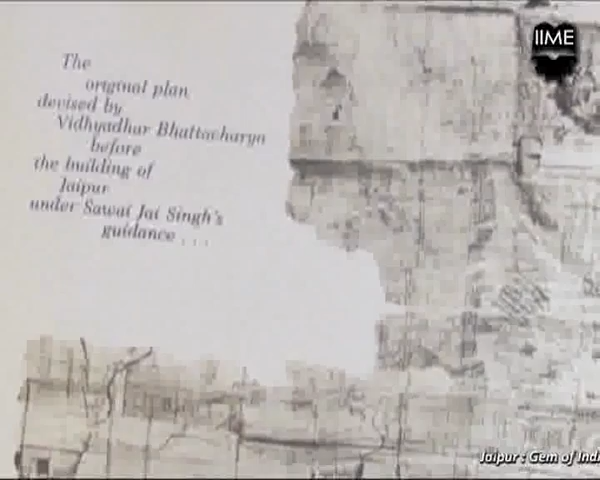 The
original plan
devised by
Vidhyadhar Bhattacharya
before
the building of
Jaipur
under Sawai Jai Singh's
guidance . . .
IIME
Jaipur : Gem of